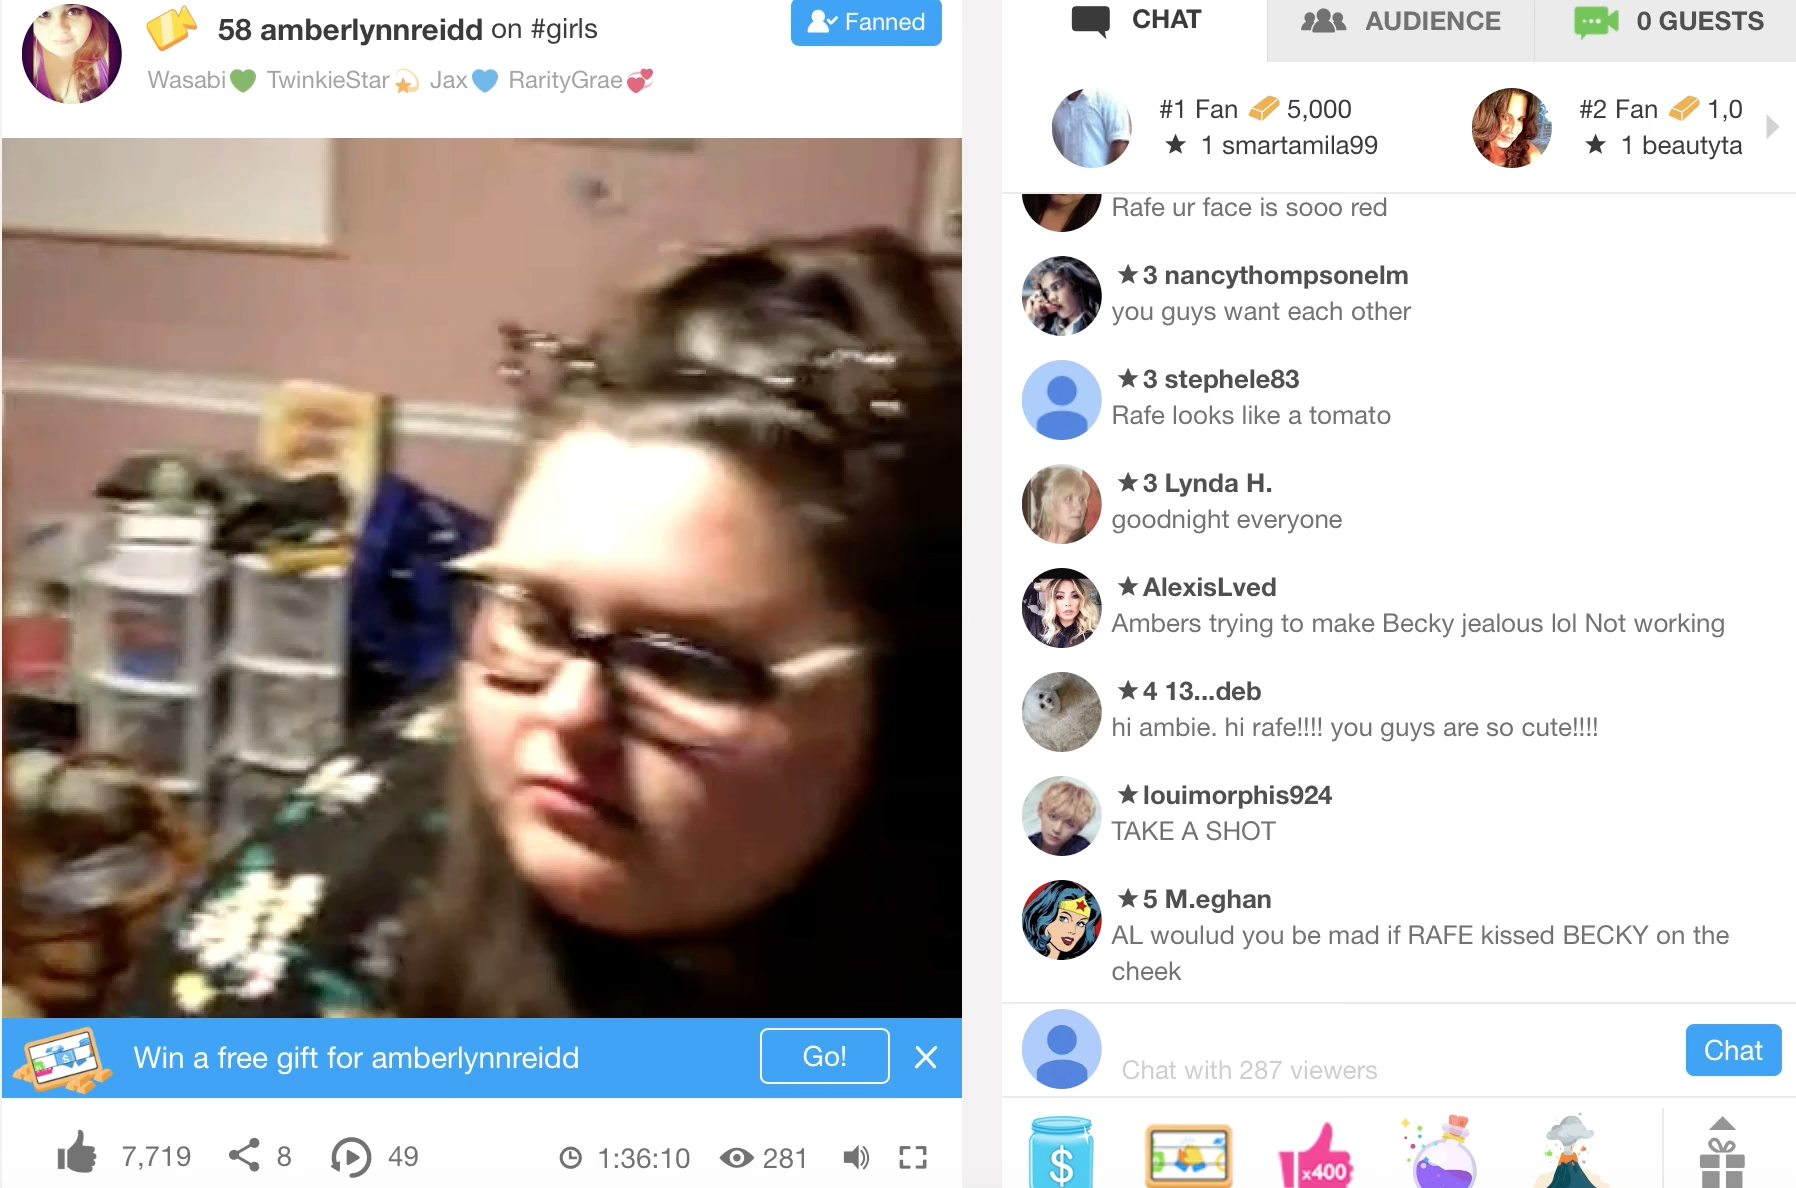 58 amberlynnreidd on #girls
Fanned
Wasabi💚 TwinkieStar💫 Jax💙 RarityGrae💞
CHAT
AUDIENCE
0 GUESTS
#1 Fan 5,000
★ 1 smartamila99
#2 Fan 1,0
★ 1 beautyta
Rafe ur face is sooo red
★3 nancythompsonelm
you guys want each other
★3 stephele83
Rafe looks like a tomato
★3 Lynda H.
goodnight everyone
★AlexisLved
Ambers trying to make Becky jealous lol Not working
★4 13...deb
hi ambie. hi rafe!!!! you guys are so cute!!!!
★louimorphis924
TAKE A SHOT
★5 M.eghan
AL woulud you be mad if RAFE kissed BECKY on the
cheek
Win a free gift for amberlynnreidd
Go!
Chat with 287 viewers
Chat
7,719
8
49
1:36:10
281
$
x400